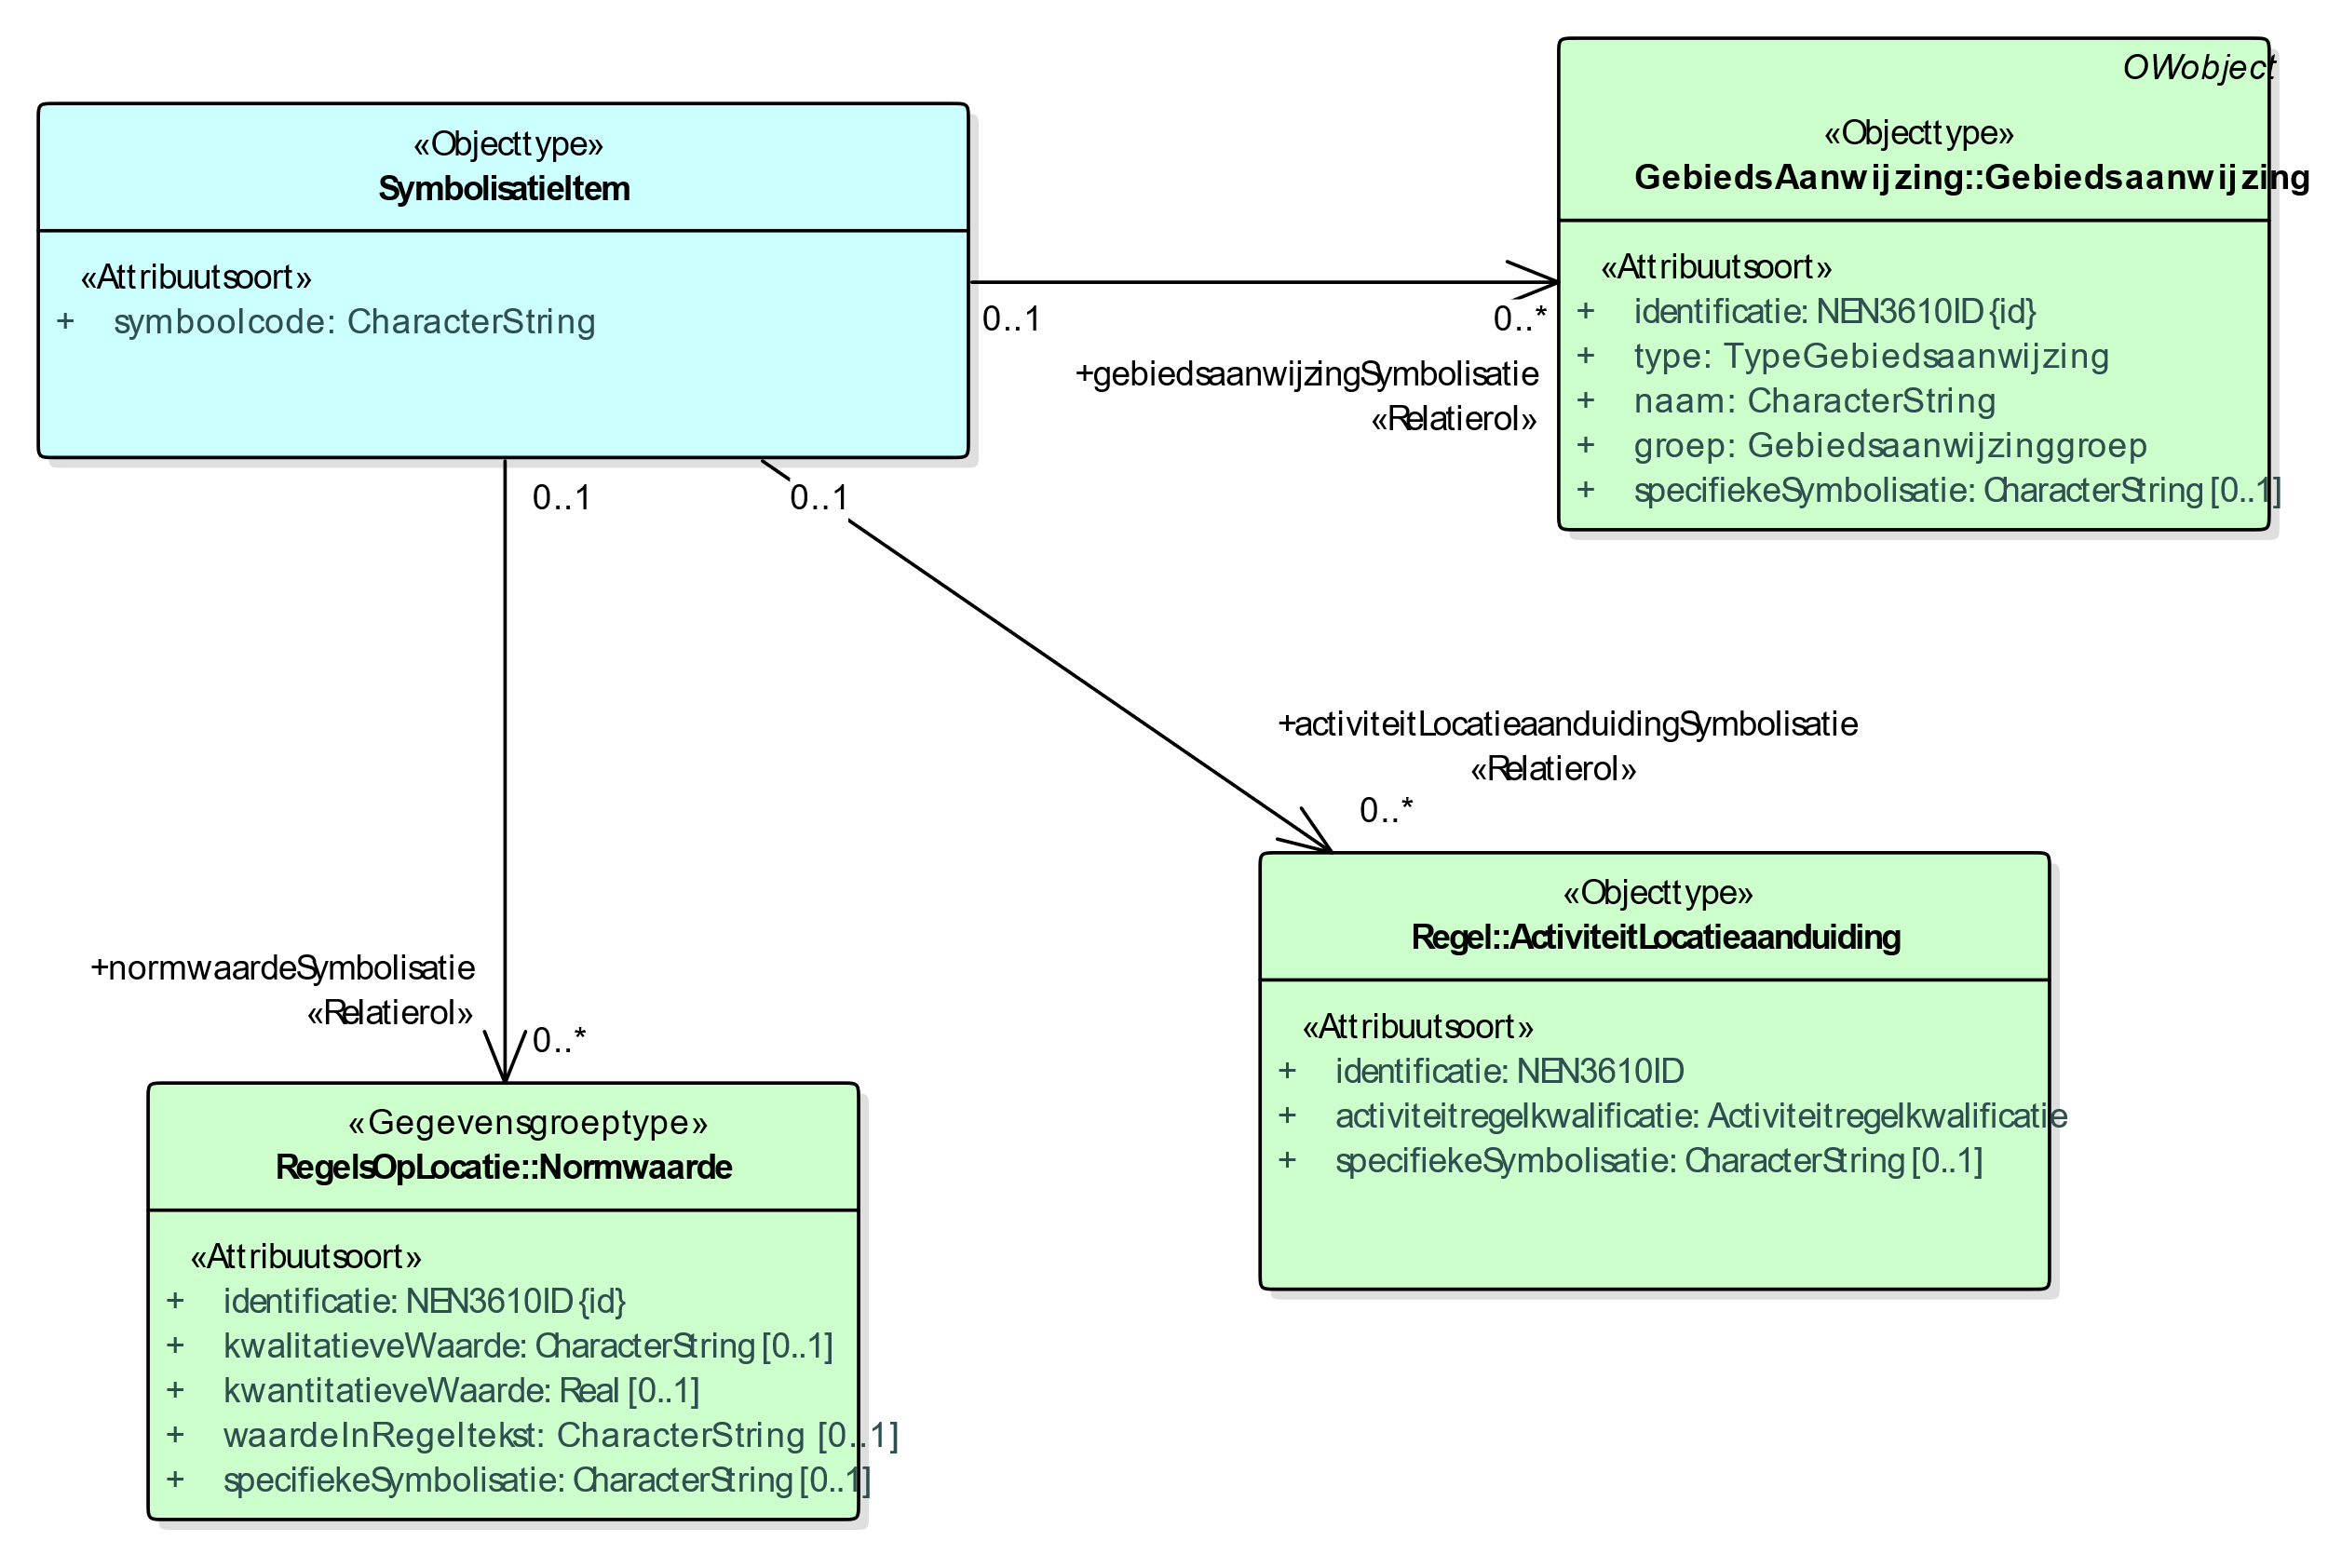 «Objecttype»
SymbolisatieItem
«Attribuutsoort»
+ symboolcode: CharacterString
OWobject
«Objecttype»
GebiedsAanwijzing::Gebiedsaanwijzing
«Attribuutsoort»
+ identificatie: NEN3610ID {id}
+ type: TypeGebiedsaanwijzing
+ naam: CharacterString
+ groep: Gebiedsaanwijzinggroep
+ specifiekeSymbolisatie: CharacterString [0..1]
0..1
0..*
+gebiedsaanwijzingSymbolisatie
«Relatierol»
0..1
0..1
+activiteitLocatieaanduidingSymbolisatie
«Relatierol»
0..*
«Objecttype»
Regel::ActiviteitLocatieaanduiding
«Attribuutsoort»
+ identificatie: NEN3610ID
+ activiteitregelkwalificatie: Activiteitregelkwalificatie
+ specifiekeSymbolisatie: CharacterString [0..1]
+normwaardeSymbolisatie
«Relatierol»
0..*
«Gegevensgroeptype»
RegelsOpLocatie::Normwaarde
«Attribuutsoort»
+ identificatie: NEN3610ID {id}
+ kwalitatieveWaarde: CharacterString [0..1]
+ kwantitatieveWaarde: Real [0..1]
+ waardeInRegeltekst: CharacterString [0..1]
+ specifiekeSymbolisatie: CharacterString [0..1]